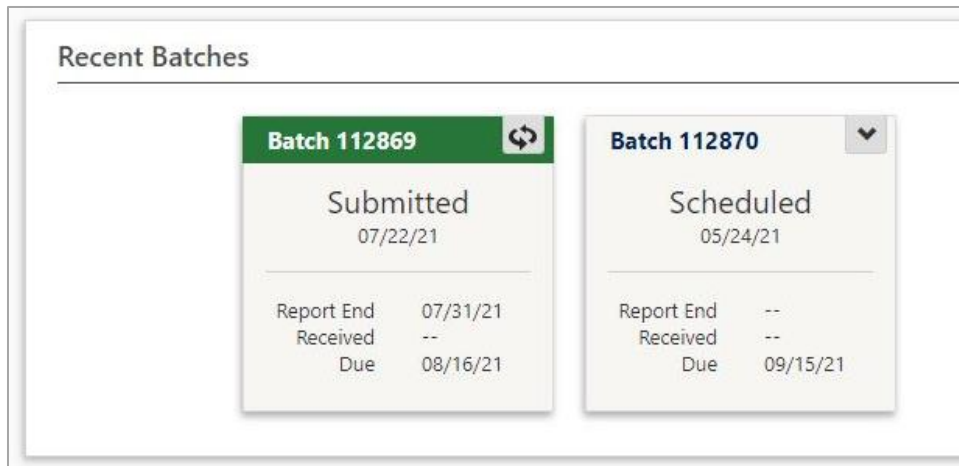 Recent Batches
Batch 112869
Submitted
07/22/21
Report End 07/31/21
Received --
Due 08/16/21
Batch 112870
Scheduled
05/24/21
Report End --
Received --
Due 09/15/21